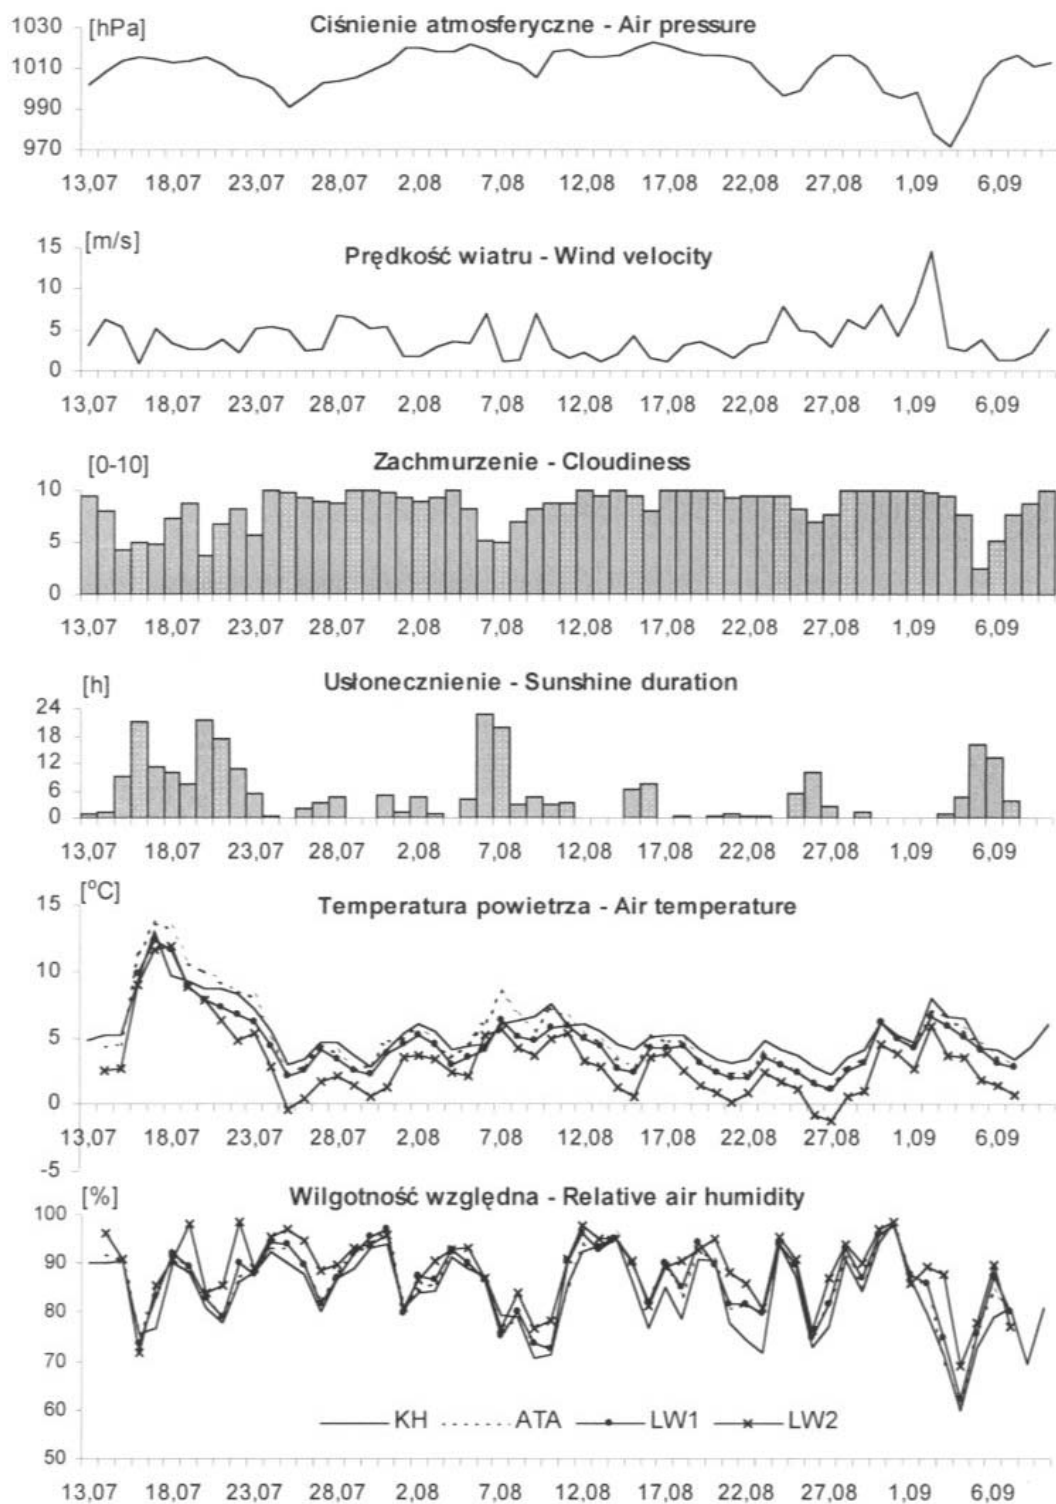 Ciśnienie atmosferyczne - Air pressure
[hPa]
1030
1010
990
970
13,07 18,07 23,07 28,07 2,08 7,08 12,08 17,08 22,08 27,08 1,09 6,09
[m/s]
Prędkość wiatru - Wind velocity
15
10
5
0
13,07 18,07 23,07 28,07 2,08 7,08 12,08 17,08 22,08 27,08 1,09 6,09
[0-10]
Zachmurzenie - Cloudiness
10
5
0
13,07 18,07 23,07 28,07 2,08 7,08 12,08 17,08 22,08 27,08 1,09 6,09
[h]
Usłonecznienie - Sunshine duration
24
18
12
6
0
13,07 18,07 23,07 28,07 2,08 7,08 12,08 17,08 22,08 27,08 1,09 6,09
[°C]
Temperatura powietrza - Air temperature
15
10
5
0
13,07 18,07 23,07 28,07 2,08 7,08 12,08 17,08 22,08 27,08 1,09 6,09
-5
[%]
Wilgotność względna - Relative air humidity
100
90
80
70
60
KH ATA LW1 LW2
50
13,07 18,07 23,07 28,07 2,08 7,08 12,08 17,08 22,08 27,08 1,09 6,09